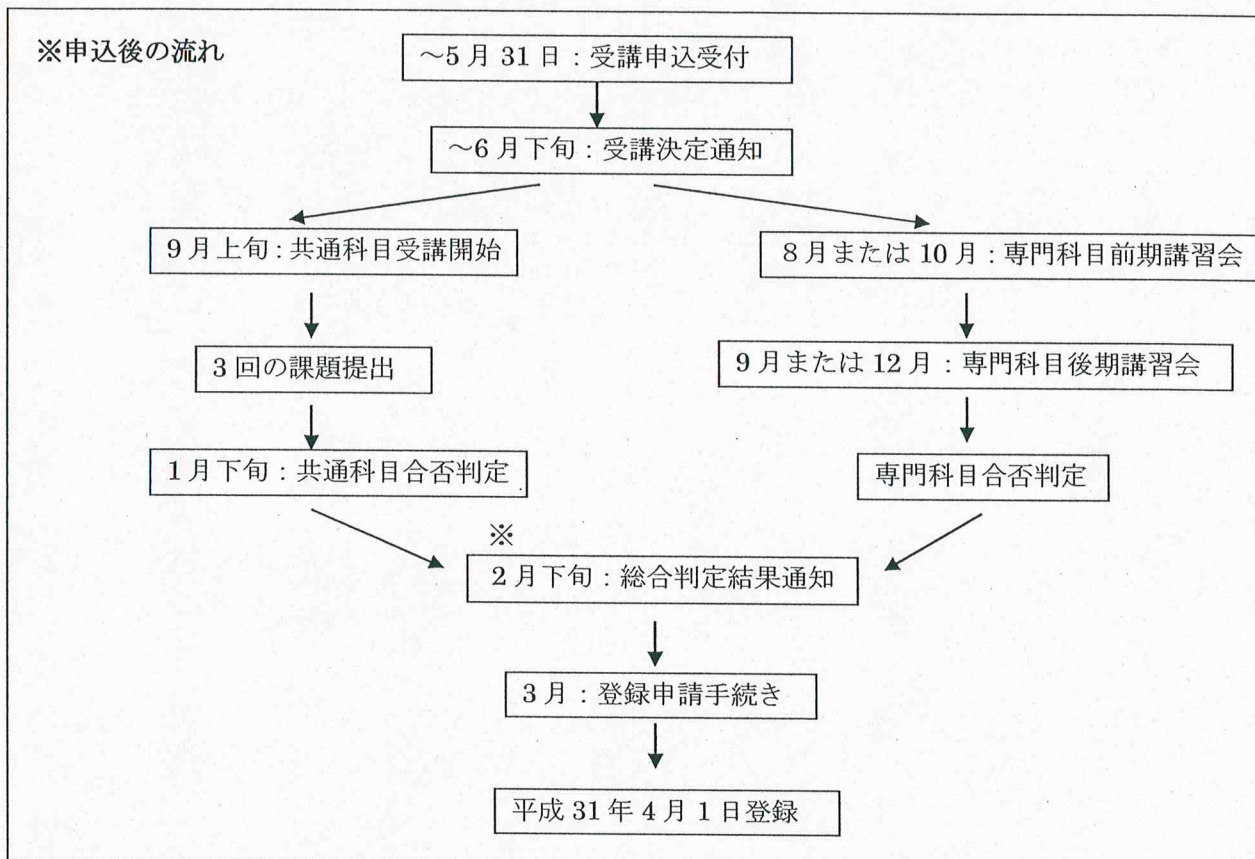 ※申込後の流れ
～5月31日：受講申込受付
～6月下旬：受講決定通知
9月上旬：共通科目受講開始
8月または10月：専門科目前期講習会
3回の課題提出
9月または12月：専門科目後期講習会
1月下旬：共通科目合否判定
専門科目合否判定
※
2月下旬：総合判定結果通知
3月：登録申請手続き
平成31年4月1日登録